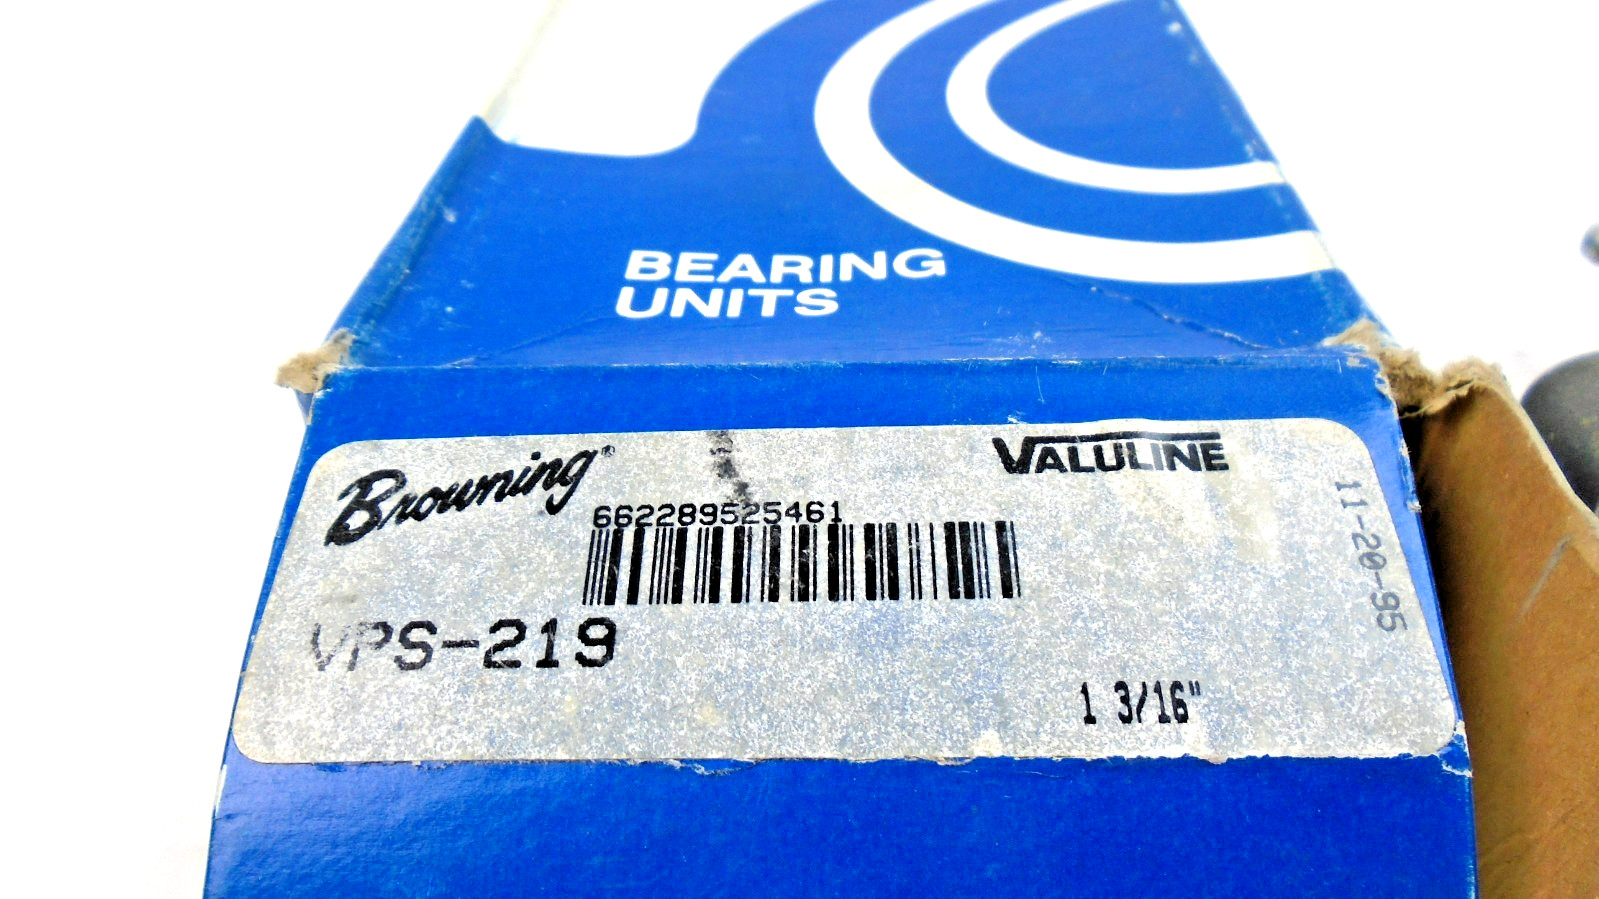 BEARING
UNITS
Browning®
VALULINE
662289525461
11-20-95
VPS-219
1 3/16"